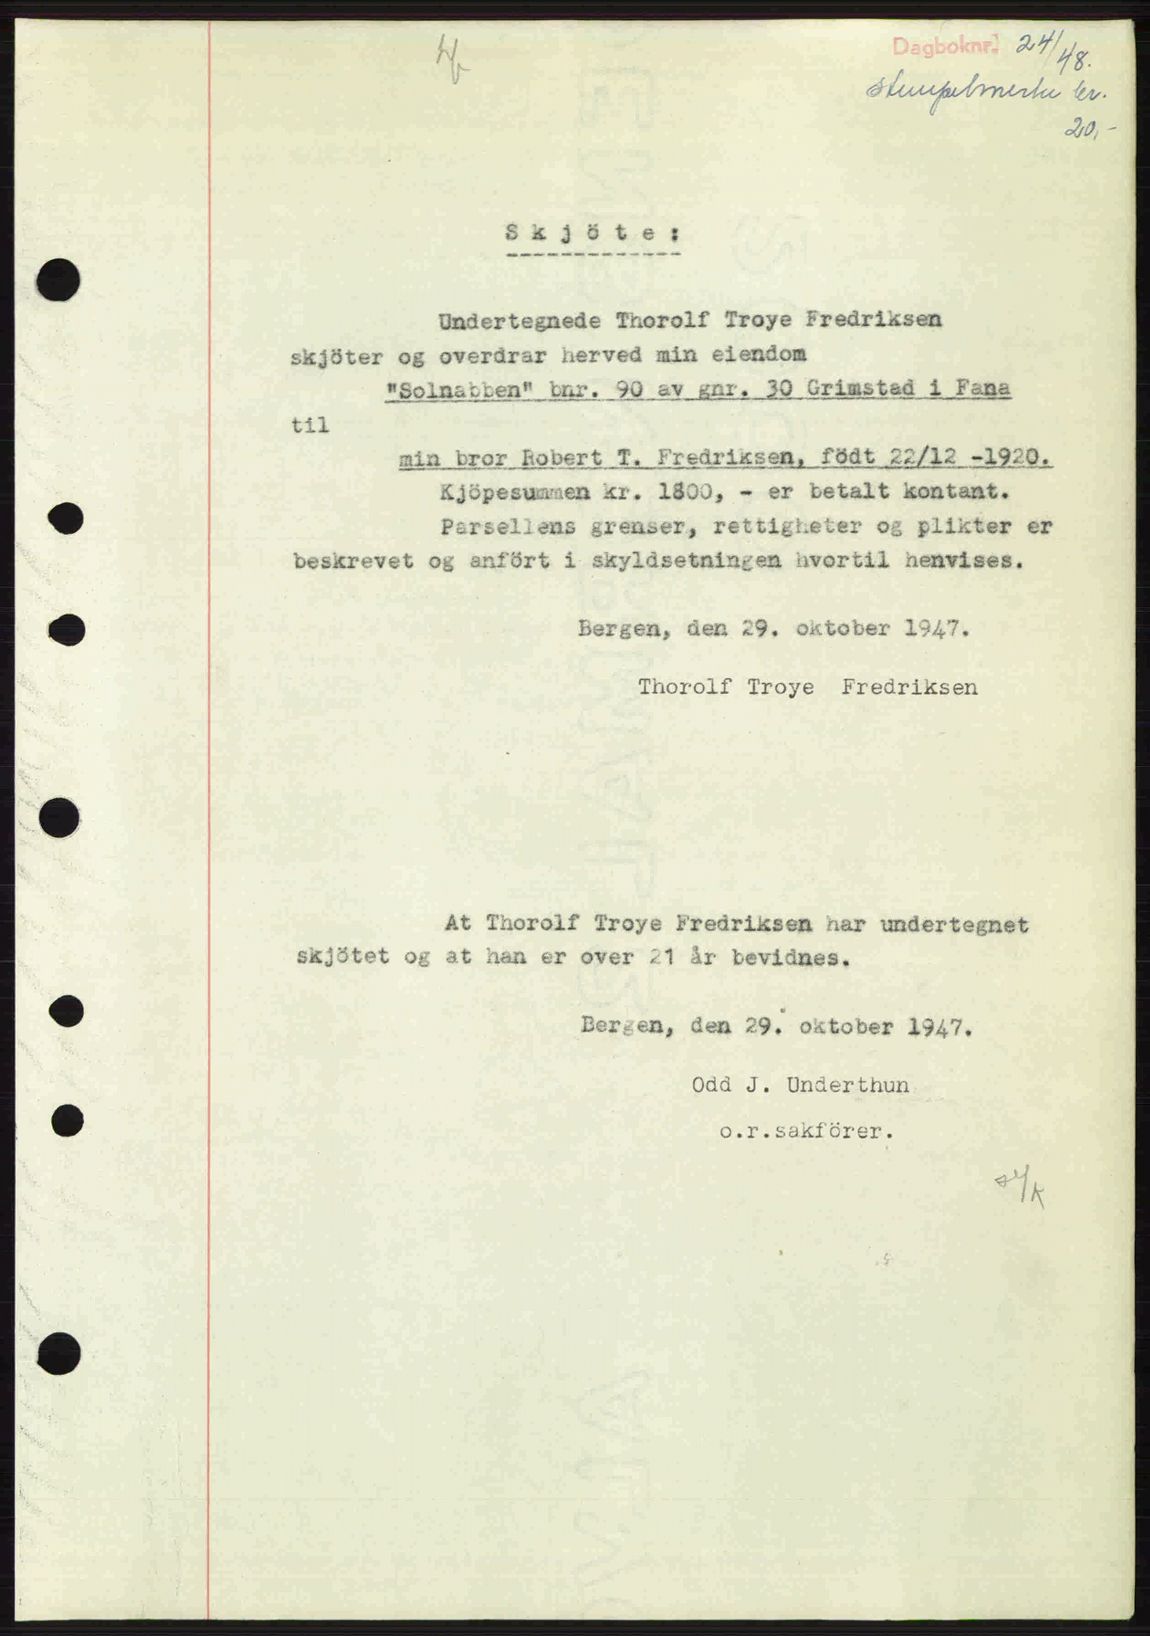 Dagboknr. 24/48.
stempelmerke kr.
20,-
S k j ö t e :
Undertegnede Thorolf Troye Fredriksen
skjöter og overdrar herved min eiendom
"Solnabben" bnr. 90 av gnr. 30 Grimstad i Fana
til
min bror Robert T. Fredriksen, födt 22/12 -1920.
Kjöpesummen kr. 1800, - er betalt kontant.
Parsellens grenser, rettigheter og plikter er
beskrevet og anfört i skyldsetningen hvortil henvises.
Bergen, den 29. oktober 1947.
Thorolf Troye Fredriksen
At Thorolf Troye Fredriksen har undertegnet
skjötet og at han er over 21 år bevidnes.
Bergen, den 29. oktober 1947.
Odd J. Underthun
o.r.sakförer.